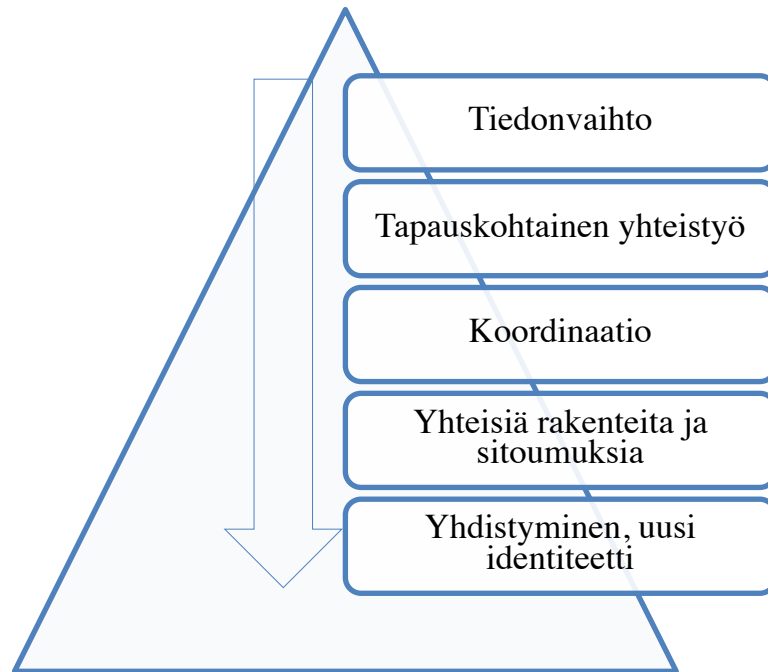 Tiedonvaihto
Tapauskohtainen yhteistyö
Koordinaatio
Yhteisiä rakenteita ja
sitoumuksia
Yhdistyminen, uusi
identiteetti